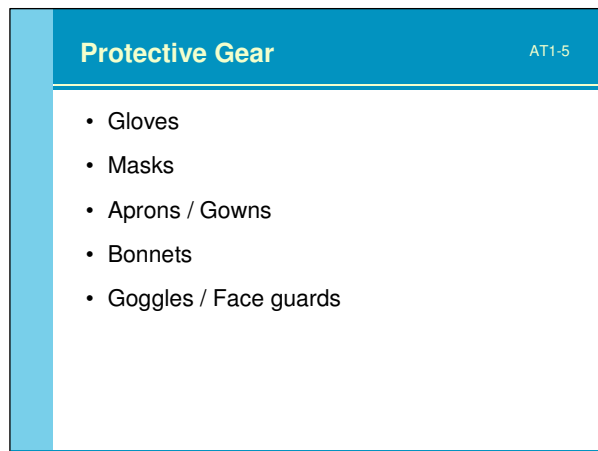 Protective Gear
AT1-5
• Gloves
• Masks
• Aprons / Gowns
• Bonnets
• Goggles / Face guards